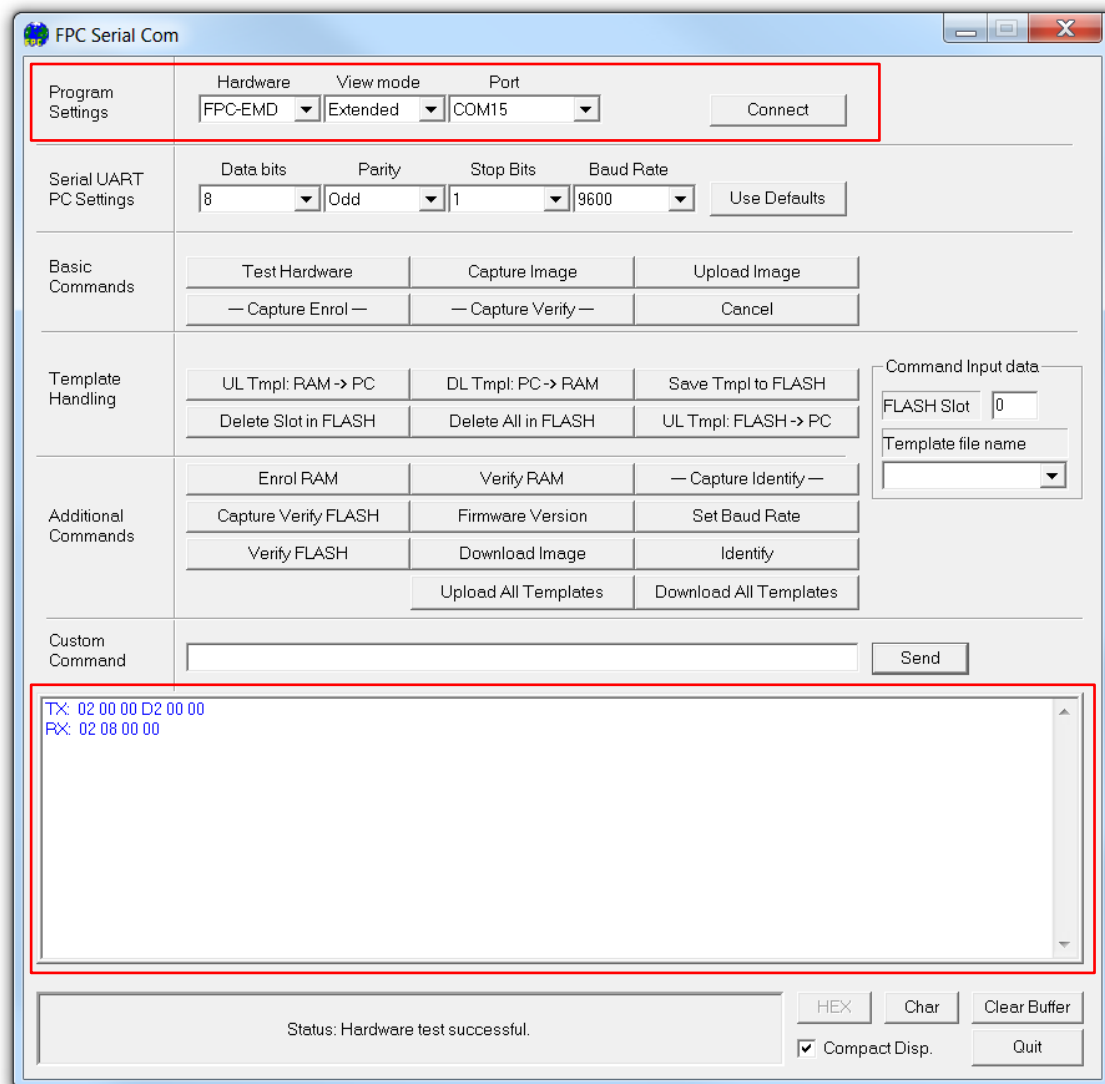 FPC Serial Com
Program
Settings
Hardware View mode Port
FPC-EMD Extended COM15 Connect
Serial UART
PC Settings
Data bits Parity Stop Bits Baud Rate
8 Odd 1 9600 Use Defaults
Basic
Commands
Test Hardware Capture Image Upload Image
— Capture Enrol — — Capture Verify — Cancel
Template
Handling
UL Tmpl: RAM -> PC DL Tmpl: PC -> RAM Save Tmpl to FLASH
Delete Slot in FLASH Delete All in FLASH UL Tmpl: FLASH -> PC
Command Input data
FLASH Slot 0
Template file name
Additional
Commands
Enrol RAM Verify RAM — Capture Identify —
Capture Verify FLASH Firmware Version Set Baud Rate
Verify FLASH Download Image Identify
Upload All Templates Download All Templates
Custom
Command
Send
TX: 02 00 00 D2 00 00
RX: 02 08 00 00
Status: Hardware test successful.
HEX Char Clear Buffer
Compact Disp. Quit